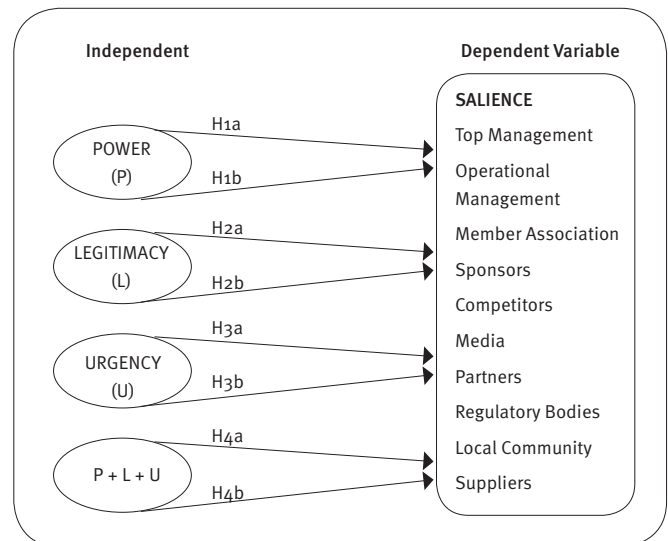 Independent
Dependent Variable
POWER
(P)
H1a
H1b
LEGITIMACY
(L)
H2a
H2b
URGENCY
(U)
H3a
H3b
P + L + U
H4a
H4b
SALIENCE
Top Management
Operational
Management
Member Association
Sponsors
Competitors
Media
Partners
Regulatory Bodies
Local Community
Suppliers